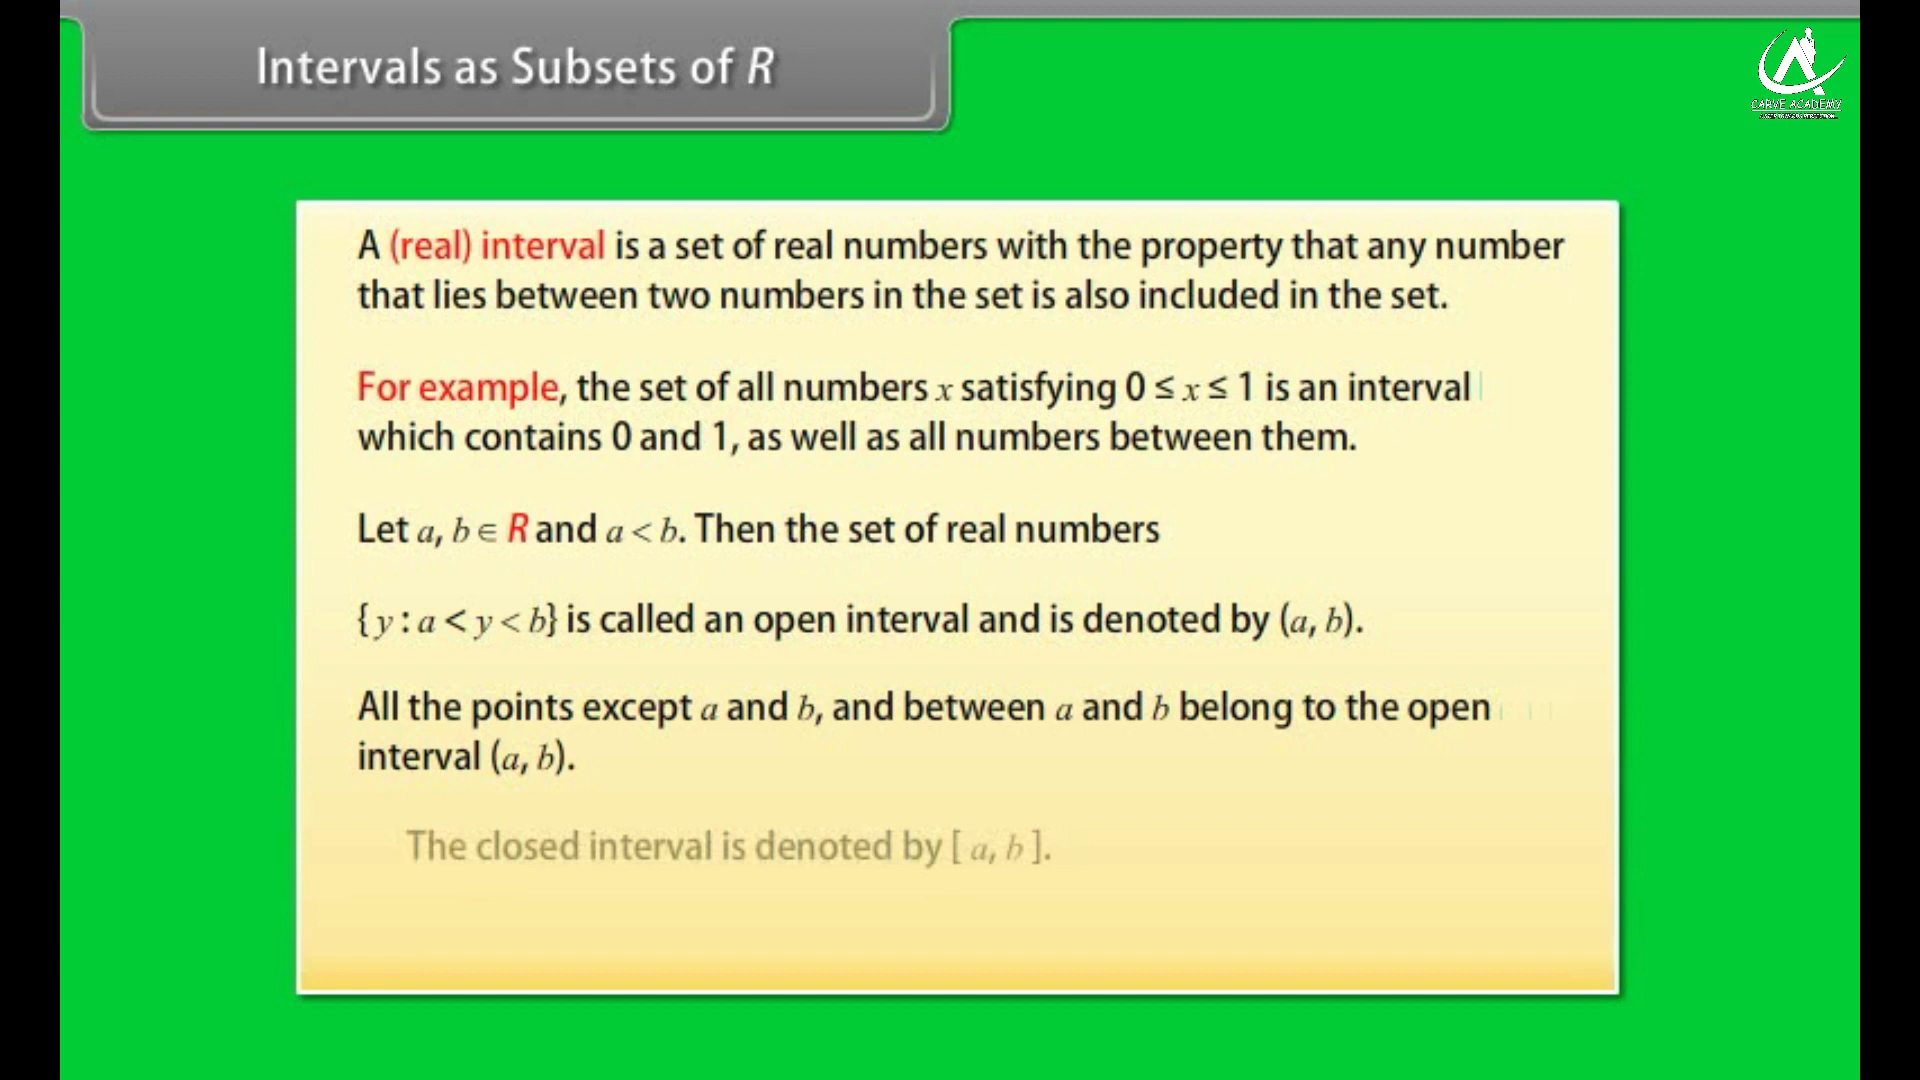 Intervals as Subsets of R
CARVE ACADEMY
A (real) interval is a set of real numbers with the property that any number
that lies between two numbers in the set is also included in the set.
For example, the set of all numbers x satisfying 0 ≤ x ≤ 1 is an interval
which contains 0 and 1, as well as all numbers between them.
Let a, b ∈ R and a < b. Then the set of real numbers
{ y : a < y < b} is called an open interval and is denoted by (a, b).
All the points except a and b, and between a and b belong to the open
interval (a, b).
The closed interval is denoted by [ a, b ].